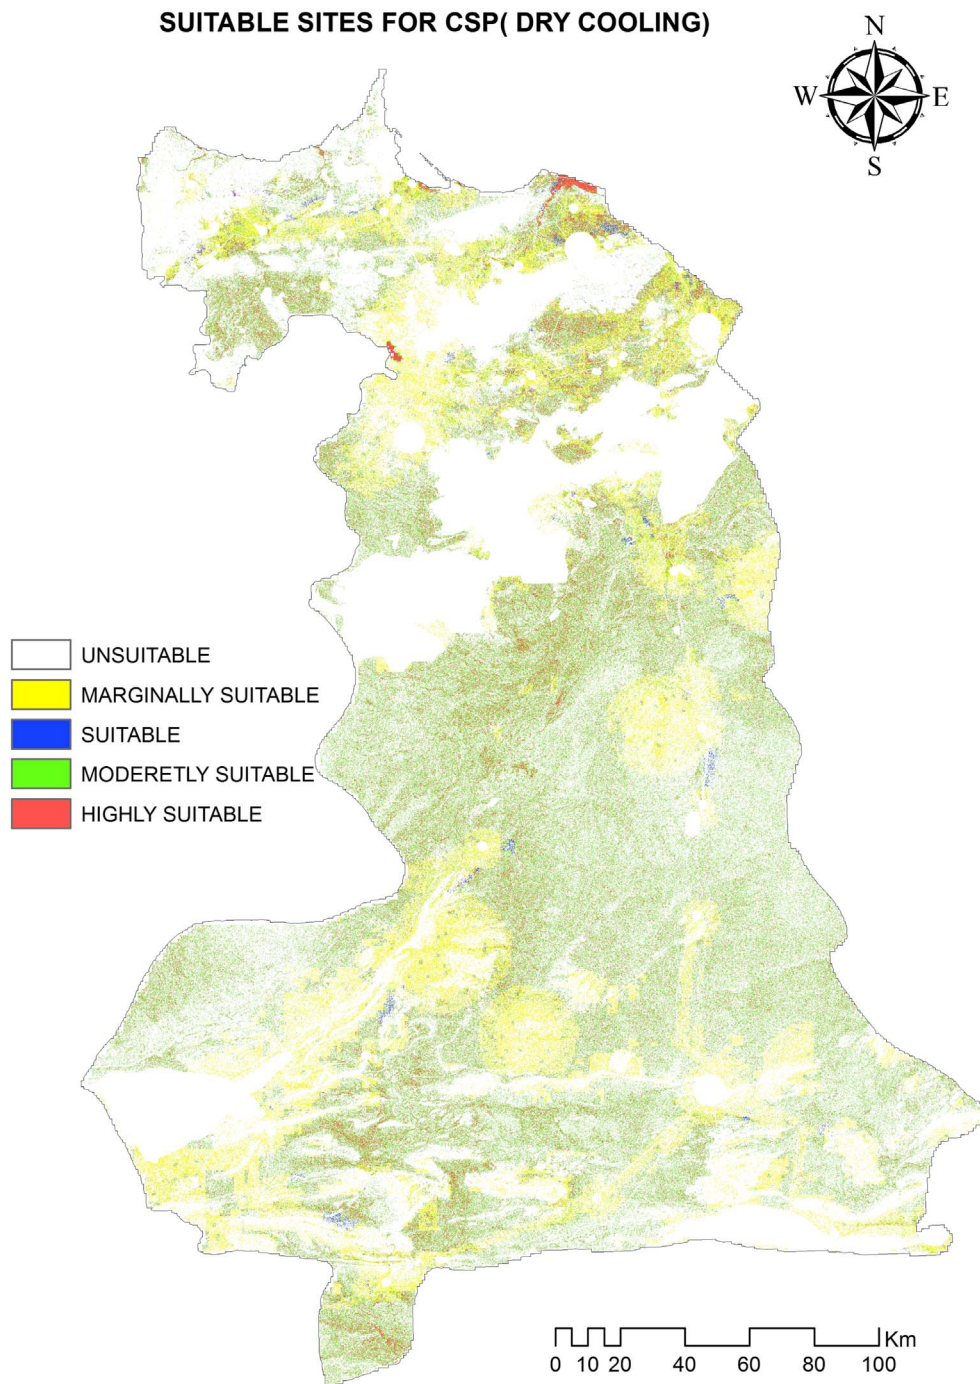 SUITABLE SITES FOR CSP( DRY COOLING)
N
W E
S
UNSUITABLE
MARGINALLY SUITABLE
SUITABLE
MODERETLY SUITABLE
HIGHLY SUITABLE
Km
0 10 20 40 60 80 100